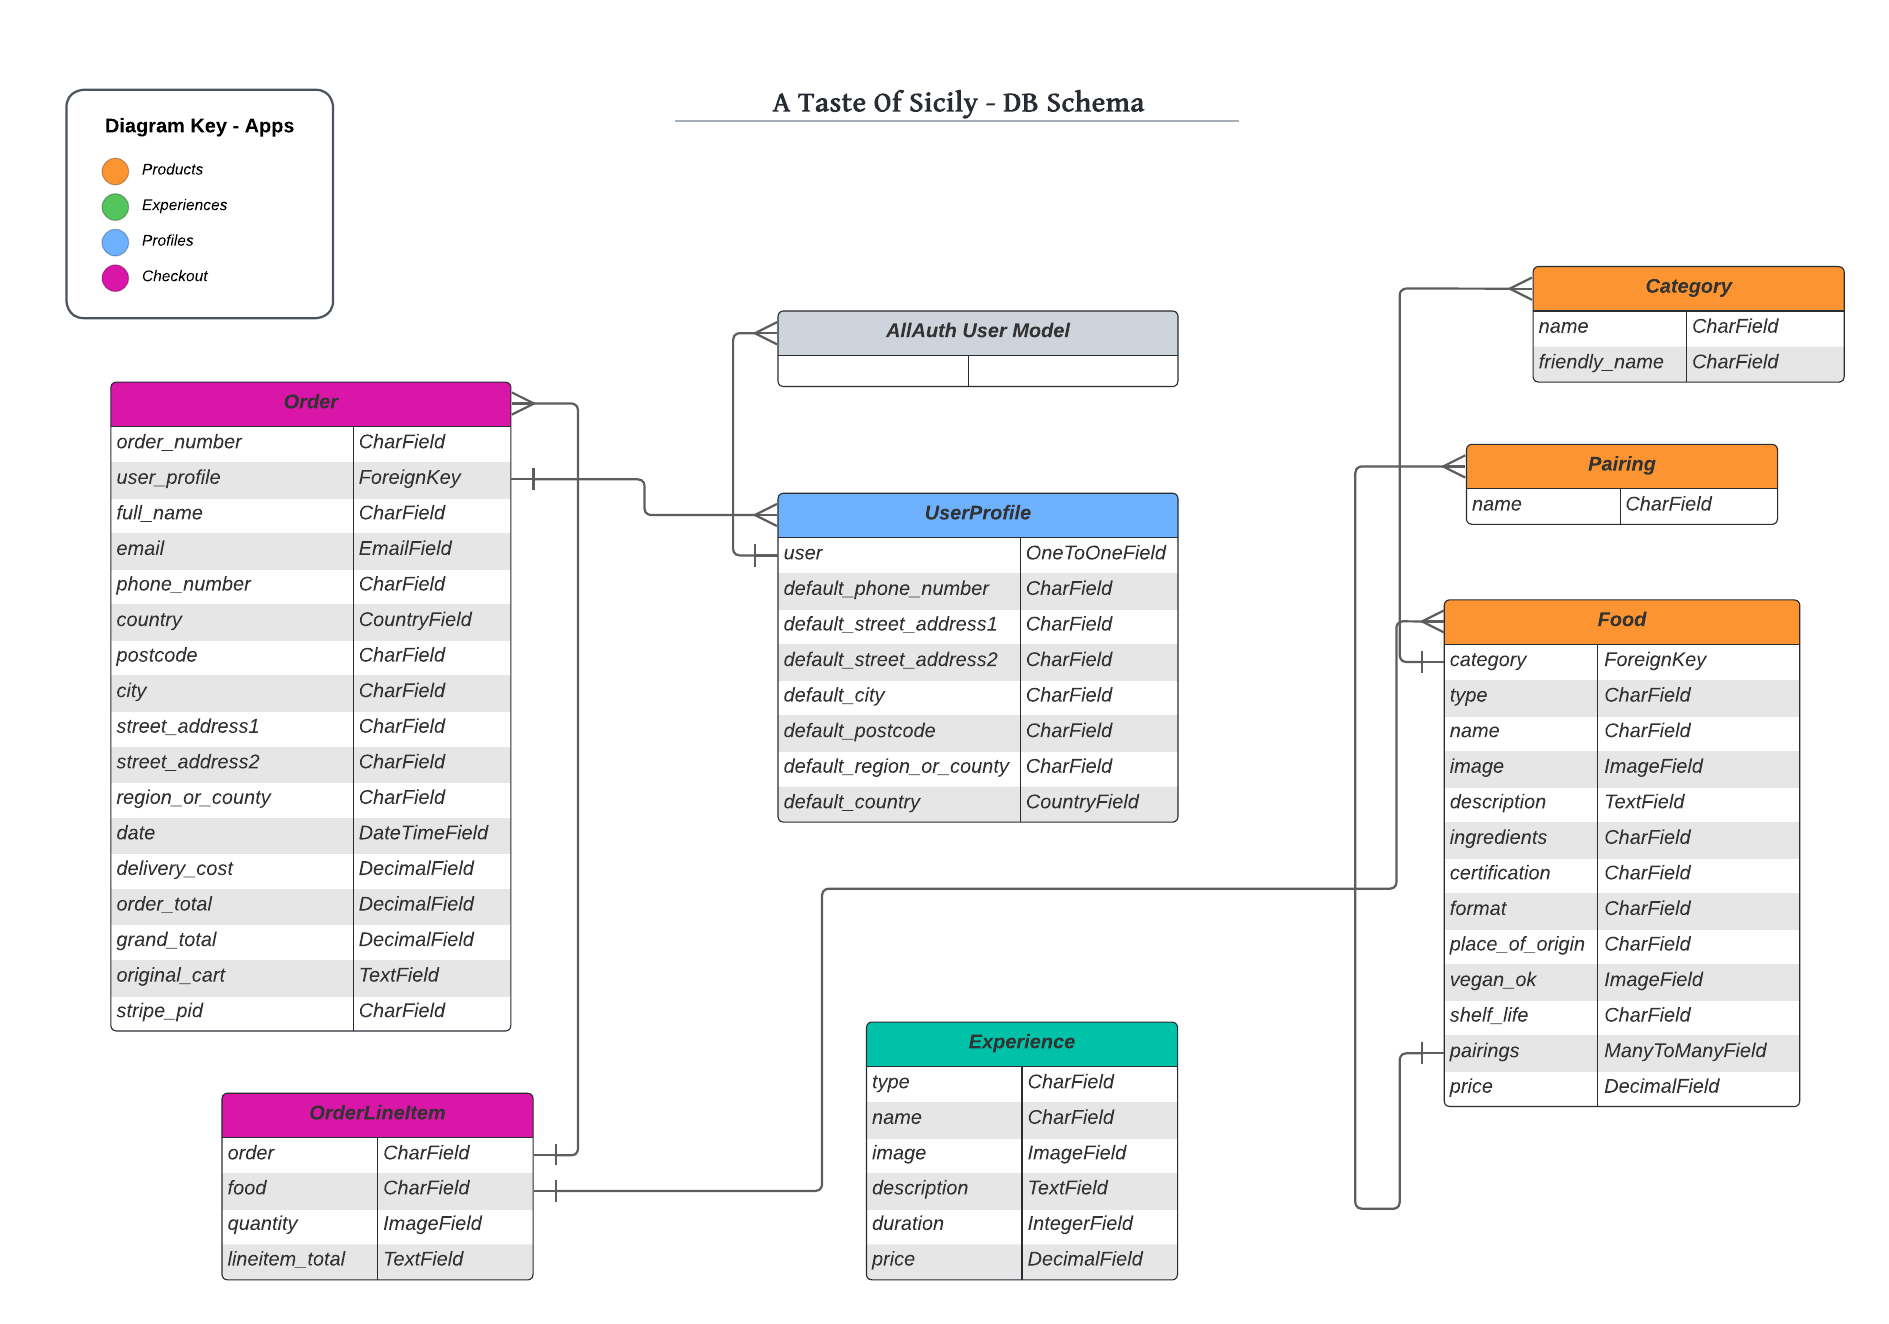 A Taste Of Sicily - DB Schema
Diagram Key - Apps
Products
Experiences
Profiles
Checkout
Order
order_number CharField
user_profile ForeignKey
full_name CharField
email EmailField
phone_number CharField
country CountryField
postcode CharField
city CharField
street_address1 CharField
street_address2 CharField
region_or_county CharField
date DateTimeField
delivery_cost DecimalField
order_total DecimalField
grand_total DecimalField
original_cart TextField
stripe_pid CharField
OrderLineItem
order CharField
food CharField
quantity ImageField
lineitem_total TextField
AllAuth User Model
UserProfile
user OneToOneField
default_phone_number CharField
default_street_address1 CharField
default_street_address2 CharField
default_city CharField
default_postcode CharField
default_region_or_county CharField
default_country CountryField
Experience
type CharField
name CharField
image ImageField
description TextField
duration IntegerField
price DecimalField
Category
name CharField
friendly_name CharField
Pairing
name CharField
Food
category ForeignKey
type CharField
name CharField
image ImageField
description TextField
ingredients CharField
certification CharField
format CharField
place_of_origin CharField
vegan_ok ImageField
shelf_life CharField
pairings ManyToManyField
price DecimalField